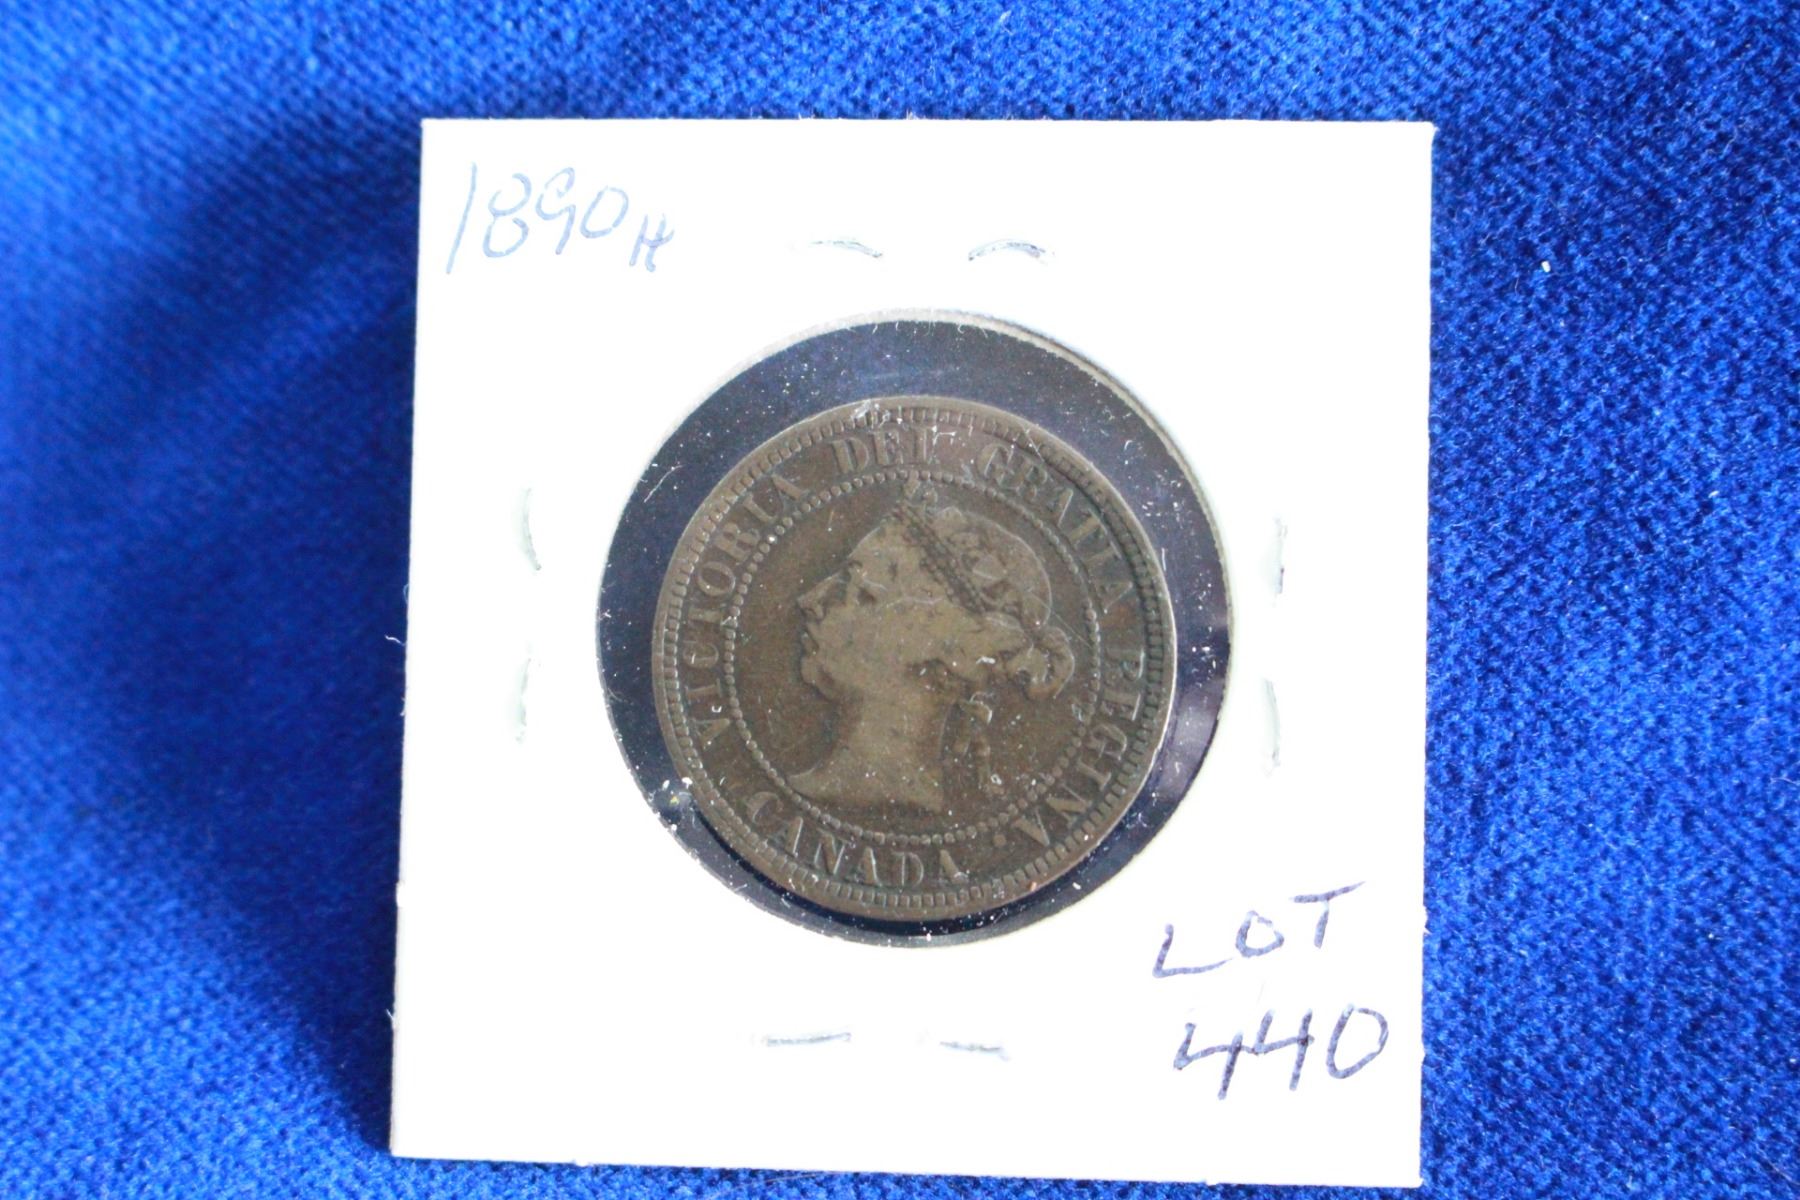 1890H
VICTORIA DEI GRATIA REGINA.
CANADA
LOT
440